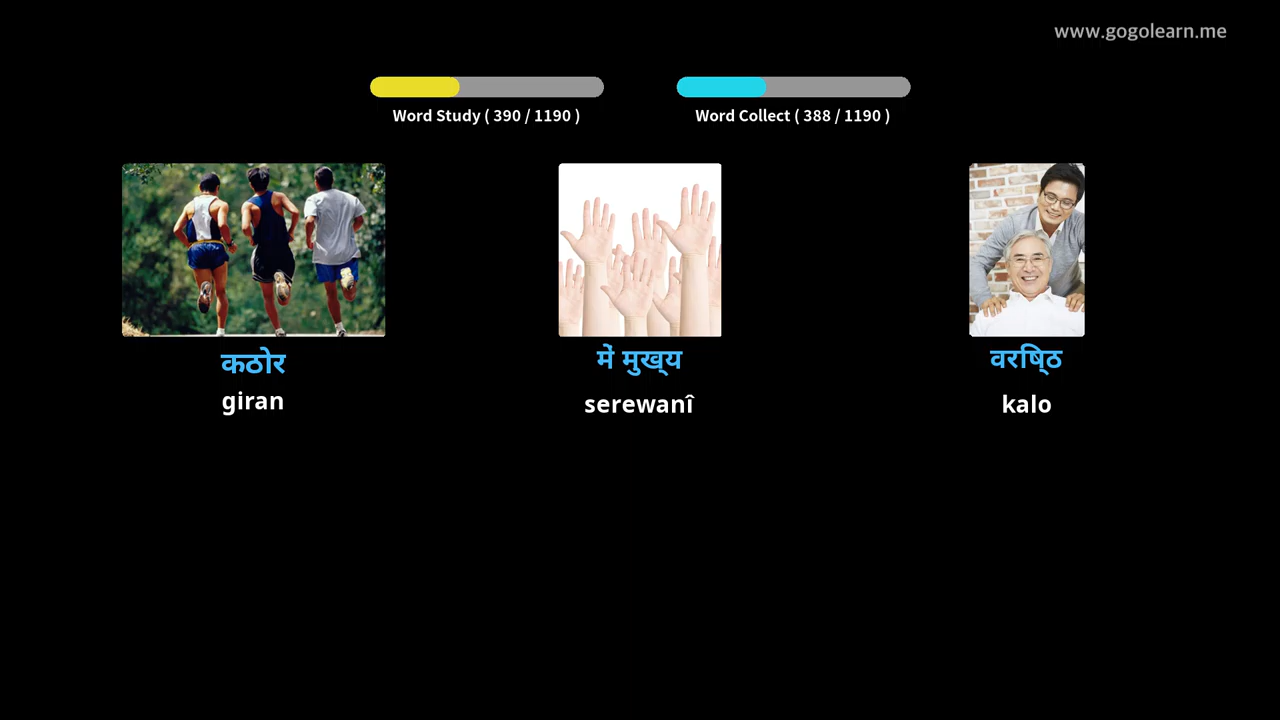 www.gogolearn.me
Word Study ( 390 / 1190 )
Word Collect ( 388 / 1190 )
कठोर
giran
में मुख्य
serewanî
वरिष्ठ
kalo